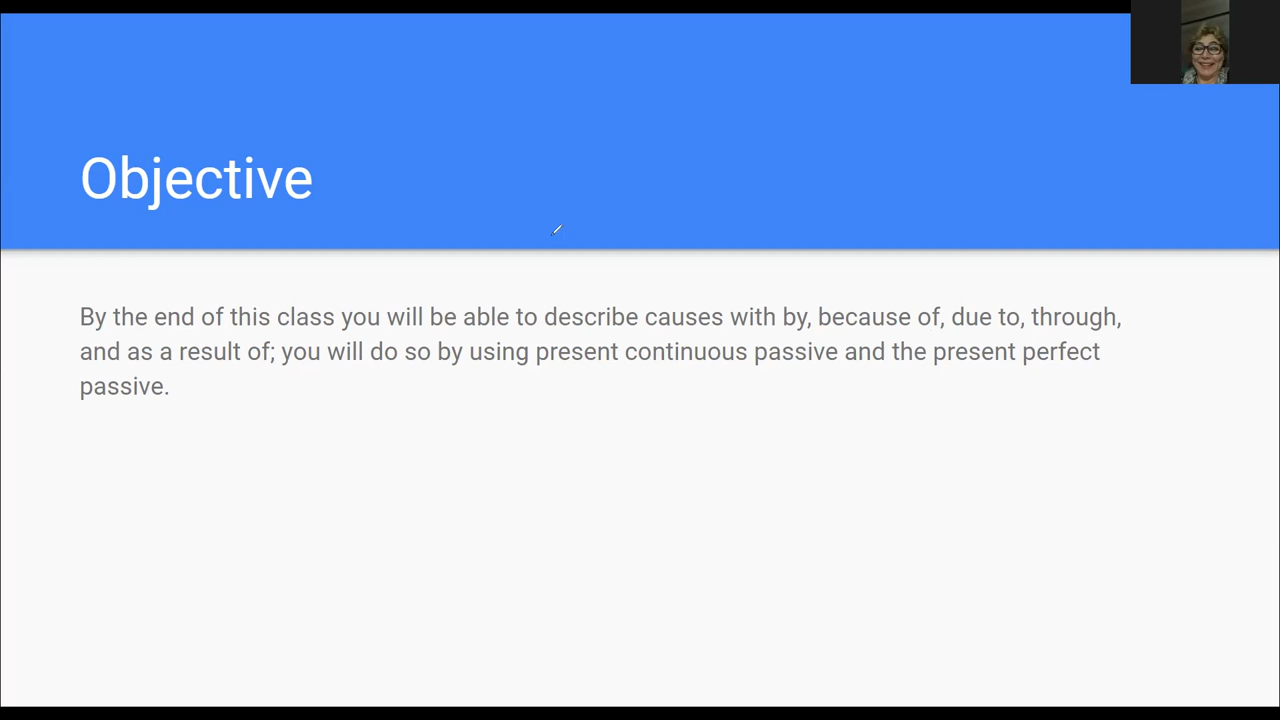 Objective
By the end of this class you will be able to describe causes with by, because of, due to, through,
and as a result of; you will do so by using present continuous passive and the present perfect
passive.